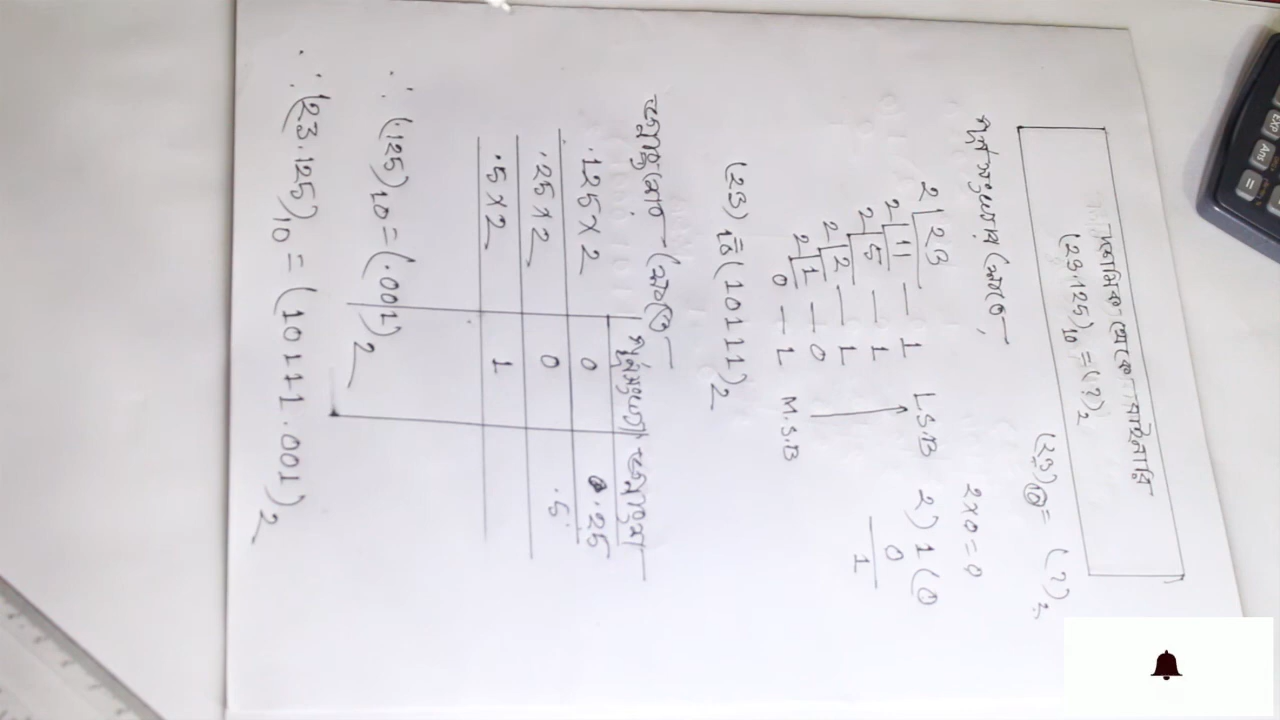 দশমিক থেকে বাইনারি
(23.125)10 = (?)2
(23)10 = (?)2
পূর্ণ সংখ্যার ক্ষেত্রে,
2 × 0 = 0
2 | 23 — 1 L.S.B
2 | 11 — 1
2 | 5 — 1
2 | 2 — 0
2 | 1 — 1 M.S.B
0
2 ) 1 ( 0
0
1
(23)10 = (10111)2
ভগ্নাংশের ক্ষেত্রে
পূর্ণসংখ্যা ভগ্নাংশ
.125 × 2 0 .25
.25 × 2 0 .5
.5 × 2 1
∴ (.125)10 = (.001)2
∴ (23.125)10 = (10111.001)2